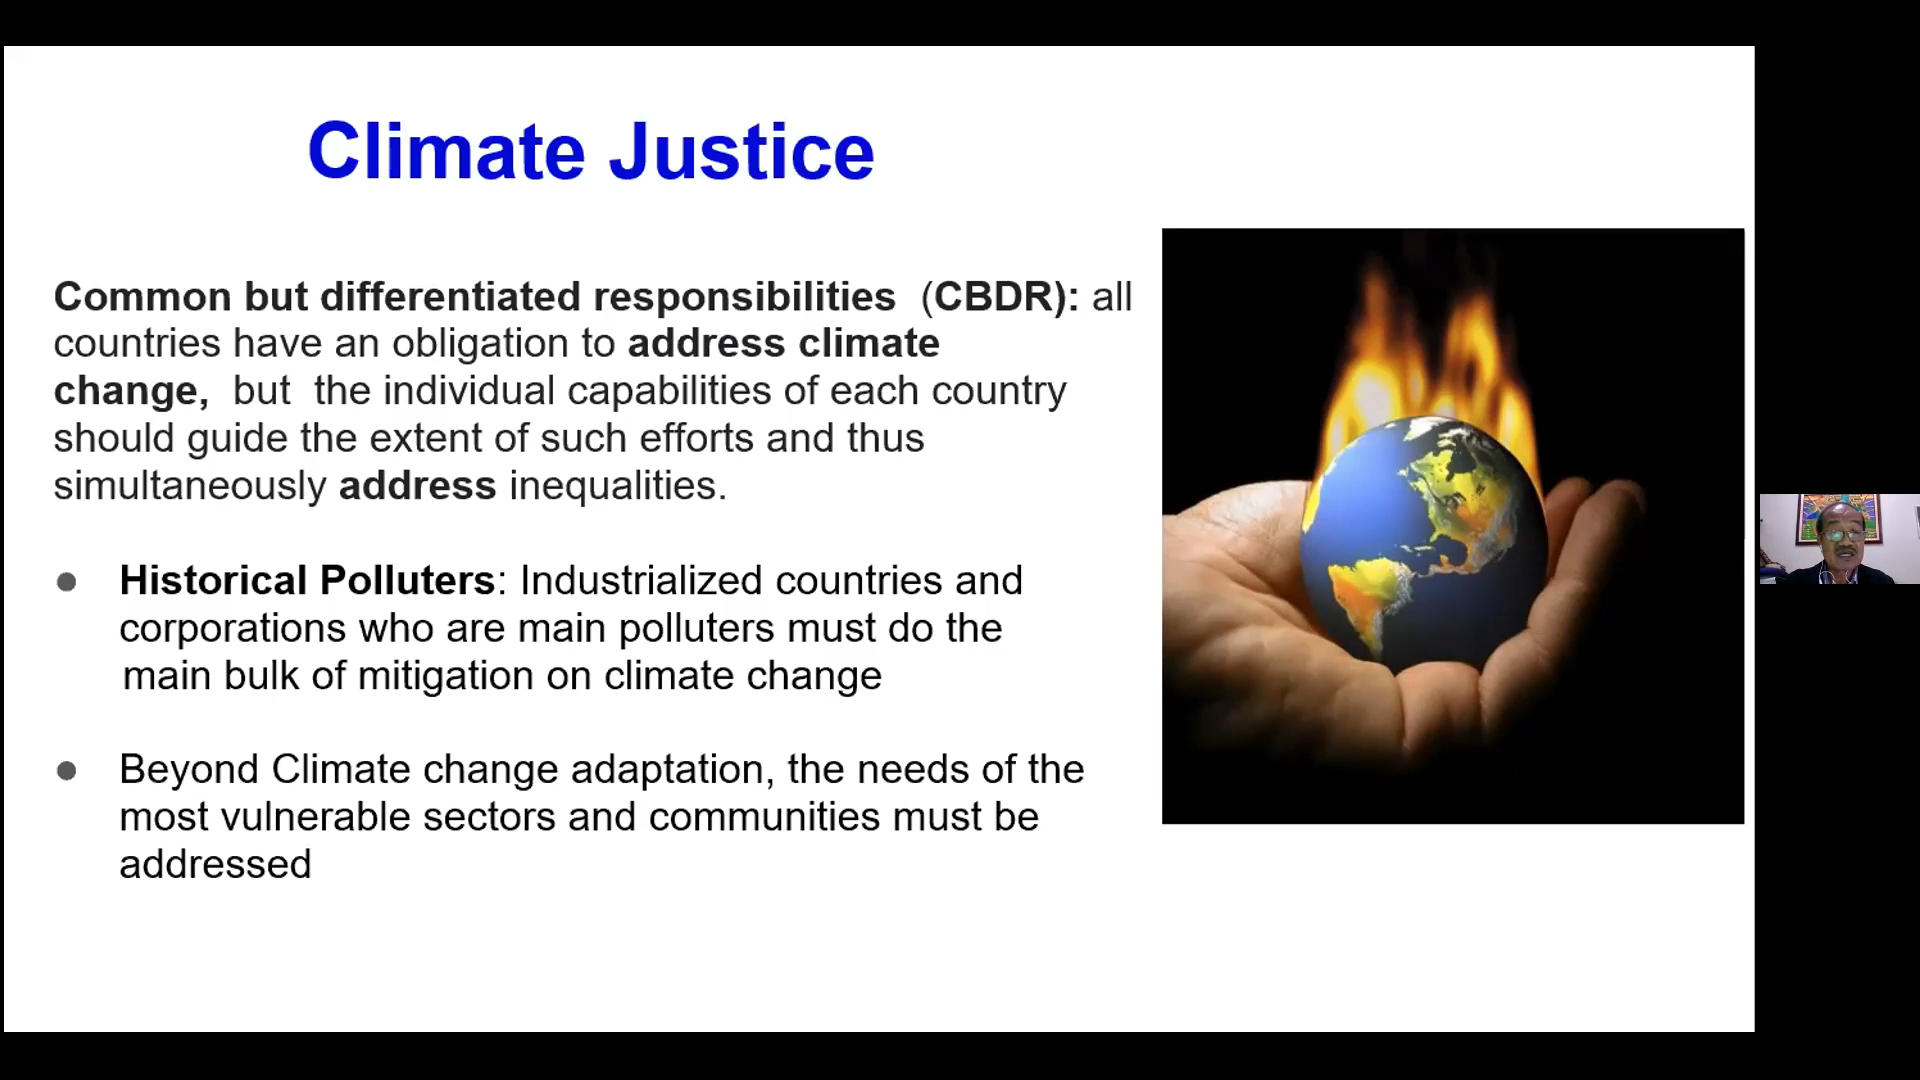 Climate Justice
Common but differentiated responsibilities (CBDR): all
countries have an obligation to address climate
change, but the individual capabilities of each country
should guide the extent of such efforts and thus
simultaneously address inequalities.
● Historical Polluters: Industrialized countries and
corporations who are main polluters must do the
main bulk of mitigation on climate change
● Beyond Climate change adaptation, the needs of the
most vulnerable sectors and communities must be
addressed